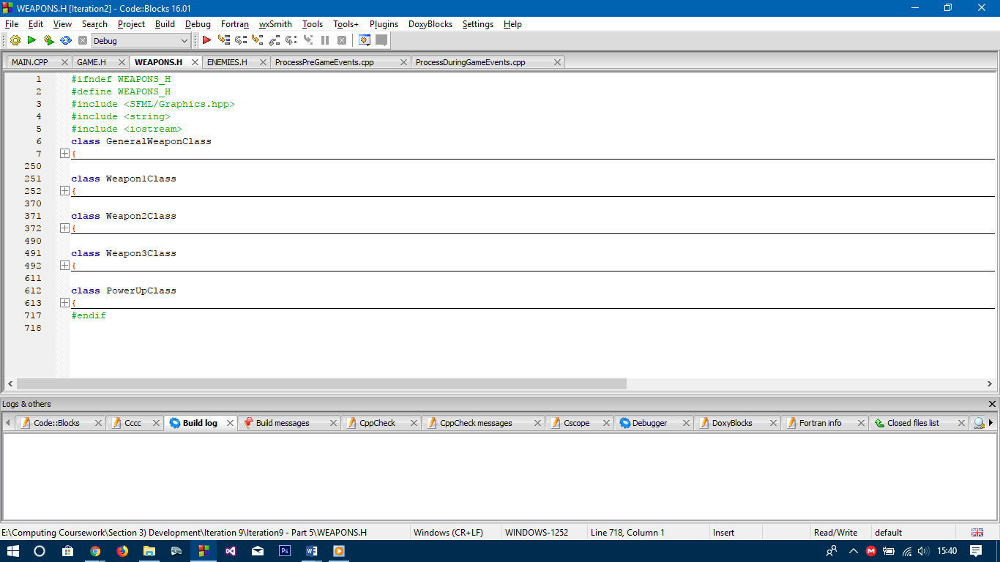 WEAPONS.H [Iteration2] - Code::Blocks 16.01
File Edit View Search Project Build Debug Fortran wxSmith Tools Tools+ Plugins DoxyBlocks Settings Help
Debug
MAIN.CPP GAME.H WEAPONS.H ENEMIES.H ProcessPreGameEvents.cpp ProcessDuringGameEvents.cpp
1 #ifndef WEAPONS_H
2 #define WEAPONS_H
3 #include <SFML/Graphics.hpp>
4 #include <string>
5 #include <iostream>
6 class GeneralWeaponClass
7 {
250
251 class Weapon1Class
252 {
370
371 class Weapon2Class
372 {
490
491 class Weapon3Class
492 {
611
612 class PowerUpClass
613 {
717 #endif
718
Logs & others
Code::Blocks Cccc Build log Build messages CppCheck CppCheck messages Cscope Debugger DoxyBlocks Fortran info Closed files list
E:\Computing Coursework\Section 3) Development\Iteration 9\Iteration9 - Part 5\WEAPONS.H Windows (CR+LF) WINDOWS-1252 Line 718, Column 1 Insert Read/Write default
Ps M 15:40